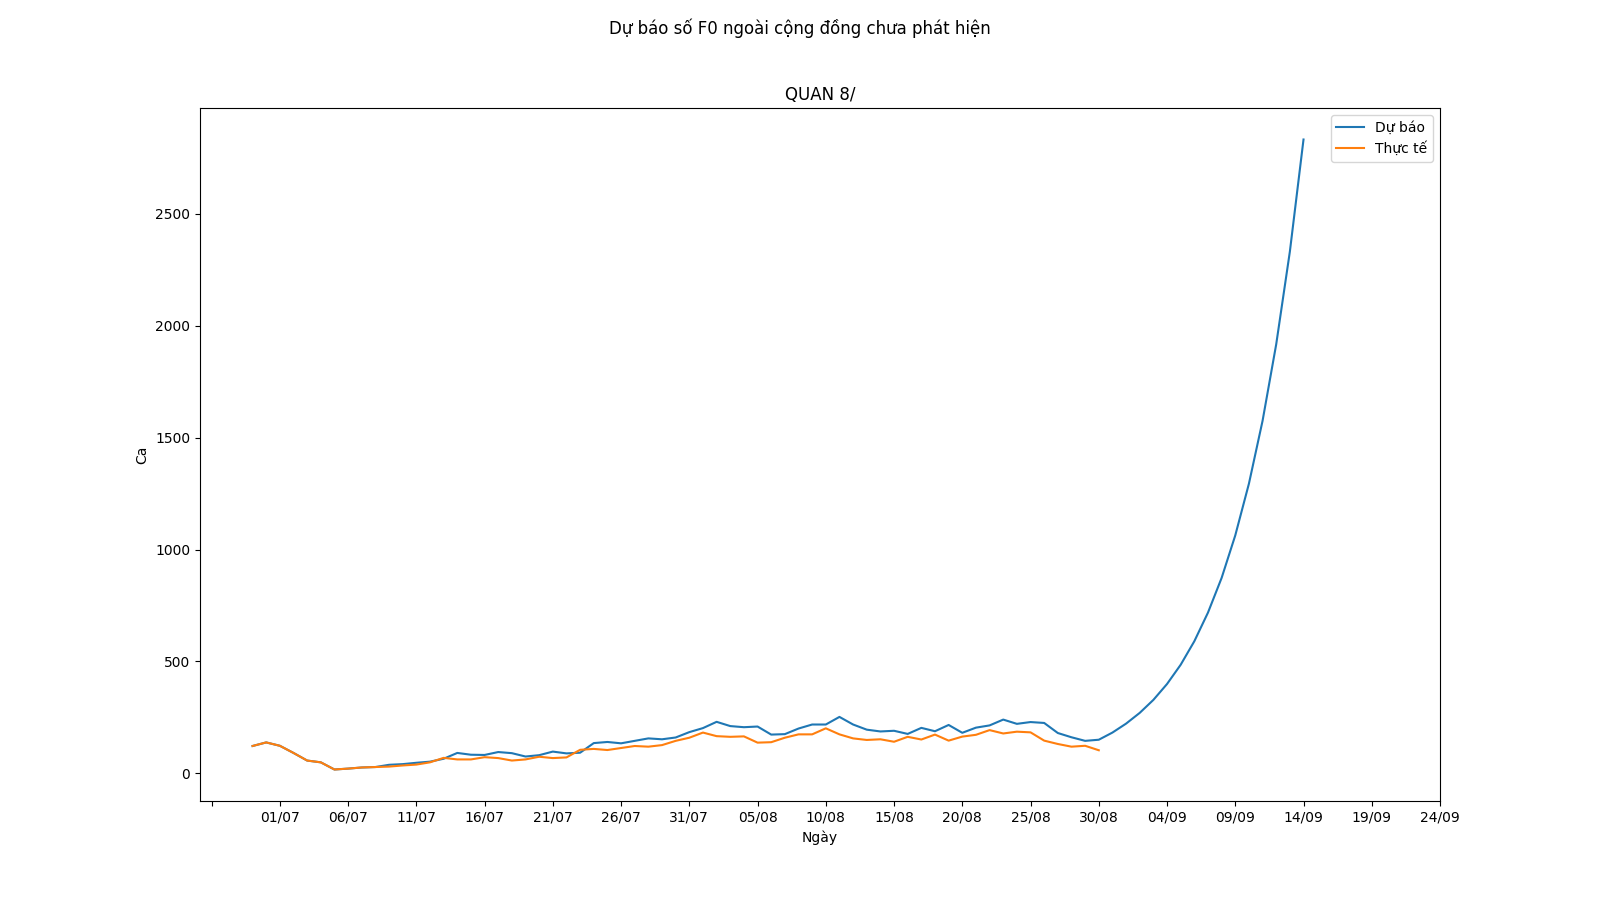 Dự báo số F0 ngoài cộng đồng chưa phát hiện
QUAN 8/
Dự báo
Thực tế
2500
2000
1500
1000
500
0
Ca
01/07 06/07 11/07 16/07 21/07 26/07 31/07 05/08 10/08 15/08 20/08 25/08 30/08 04/09 09/09 14/09 19/09 24/09
Ngày